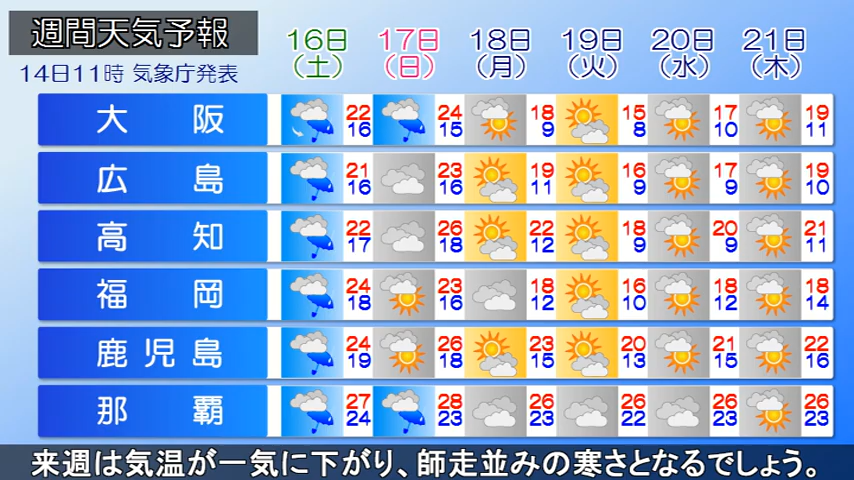 週間天気予報
14日11時 気象庁発表
16日 17日 18日 19日 20日 21日
(土) (日) (月) (火) (水) (木)
大阪 22 16 24 15 18 9 15 8 17 10 19 11
広島 21 16 23 16 19 11 16 9 17 9 19 10
高知 22 17 26 18 22 12 18 9 20 9 21 11
福岡 24 18 23 16 18 12 16 10 18 12 18 14
鹿児島 24 19 26 18 23 15 20 13 21 15 22 16
那覇 27 24 28 23 26 23 26 22 26 23 26 23
来週は気温が一気に下がり、師走並みの寒さとなるでしょう。